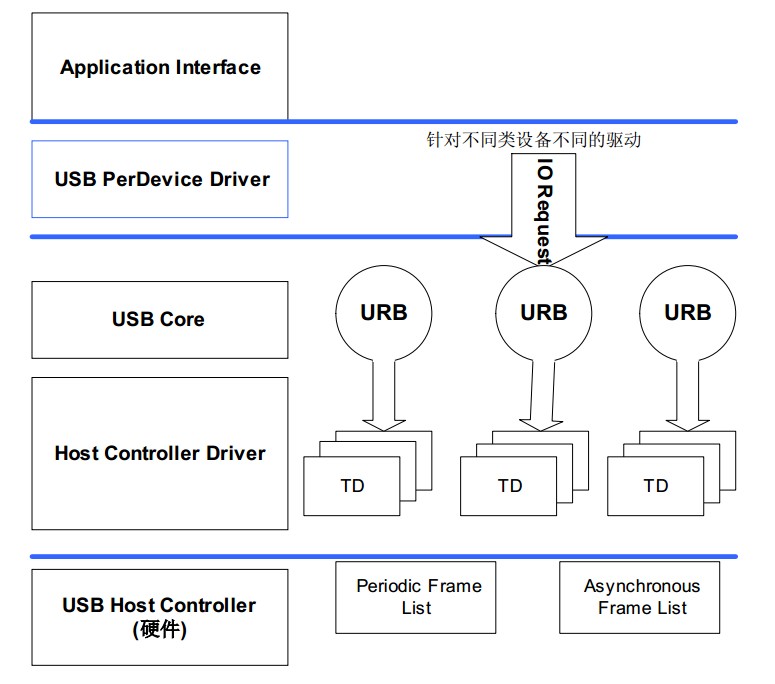 Application Interface
针对不同类设备不同的驱动
USB PerDevice Driver
IO Request
USB Core
URB
URB
URB
Host Controller Driver
TD
TD
TD
USB Host Controller
(硬件)
Periodic Frame
List
Asynchronous
Frame List